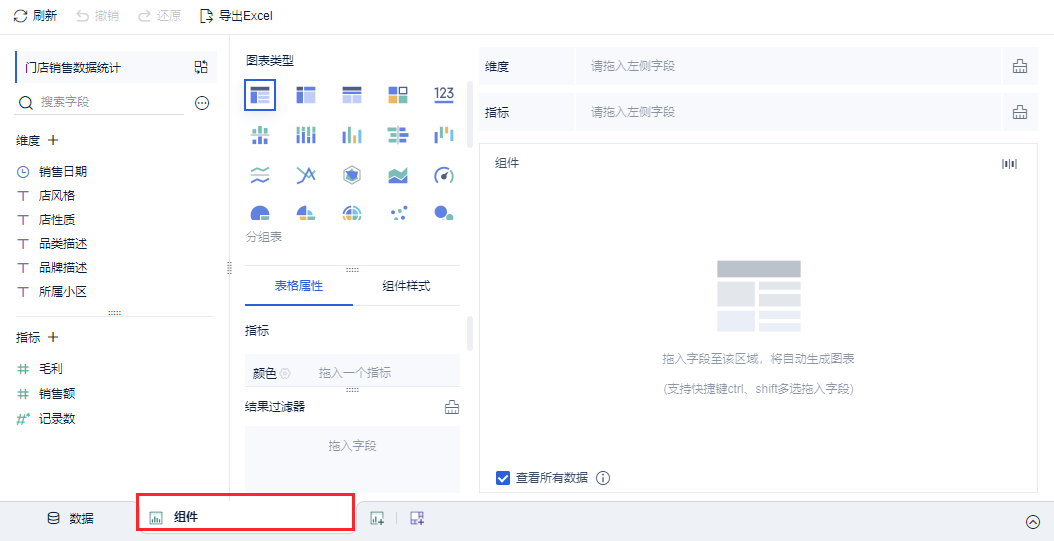 刷新 撤销 还原 导出Excel
门店销售数据统计
搜索字段
维度
销售日期
店风格
店性质
品类描述
品牌描述
所属小区
指标
毛利
销售额
记录数
图表类型
123
分组表
表格属性 组件样式
指标
颜色 拖入一个指标
结果过滤器
拖入字段
维度 请拖入左侧字段
指标 请拖入左侧字段
组件
拖入字段至该区域，将自动生成图表
(支持快捷键ctrl、shift多选拖入字段)
查看所有数据
数据 组件